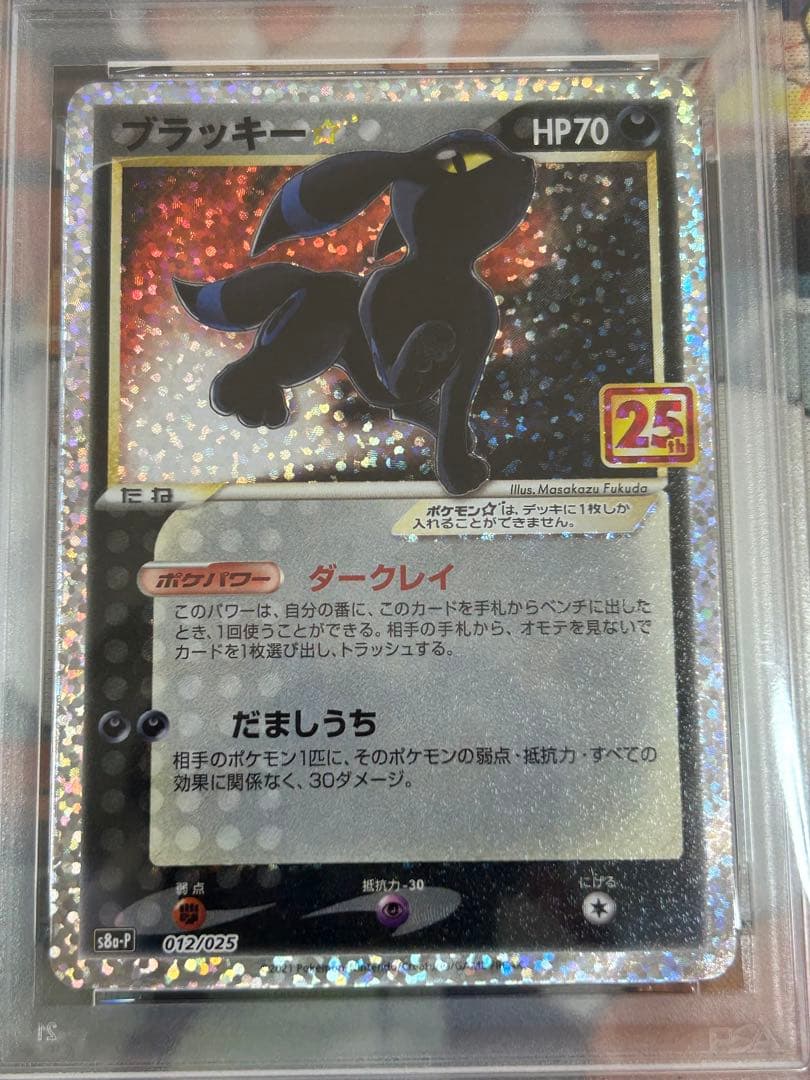 ブラッキー☆
HP70
25th
たね
Illus. Masakazu Fukuda
ポケモン☆は、デッキに1枚しか
入れることができません。
ポケパワー ダークレイ
このパワーは、自分の番に、このカードを手札からベンチに出した
とき、1回使うことができる。相手の手札から、オモテを見ないで
カードを1枚選び出し、トラッシュする。
だましうち
相手のポケモン1匹に、そのポケモンの弱点・抵抗力・すべての
効果に関係なく、30ダメージ。
弱点 抵抗力-30 にげる
s8a-P 012/025
©2021 Pokémon/Nintendo/Creatures/GAME FREAK
PSA